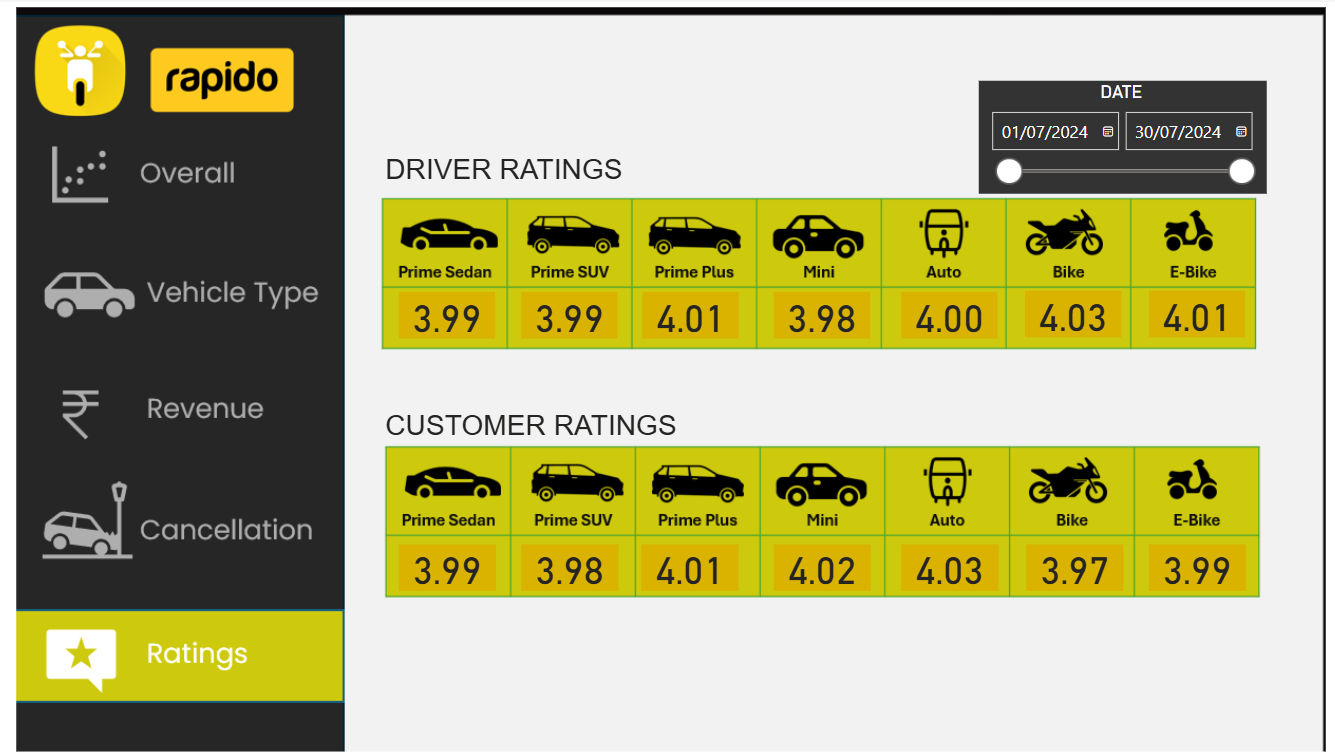 rapido
Overall
Vehicle Type
Revenue
Cancellation
Ratings
DATE
01/07/2024 30/07/2024
DRIVER RATINGS
Prime Sedan Prime SUV Prime Plus Mini Auto Bike E-Bike
3.99 3.99 4.01 3.98 4.00 4.03 4.01
CUSTOMER RATINGS
Prime Sedan Prime SUV Prime Plus Mini Auto Bike E-Bike
3.99 3.98 4.01 4.02 4.03 3.97 3.99